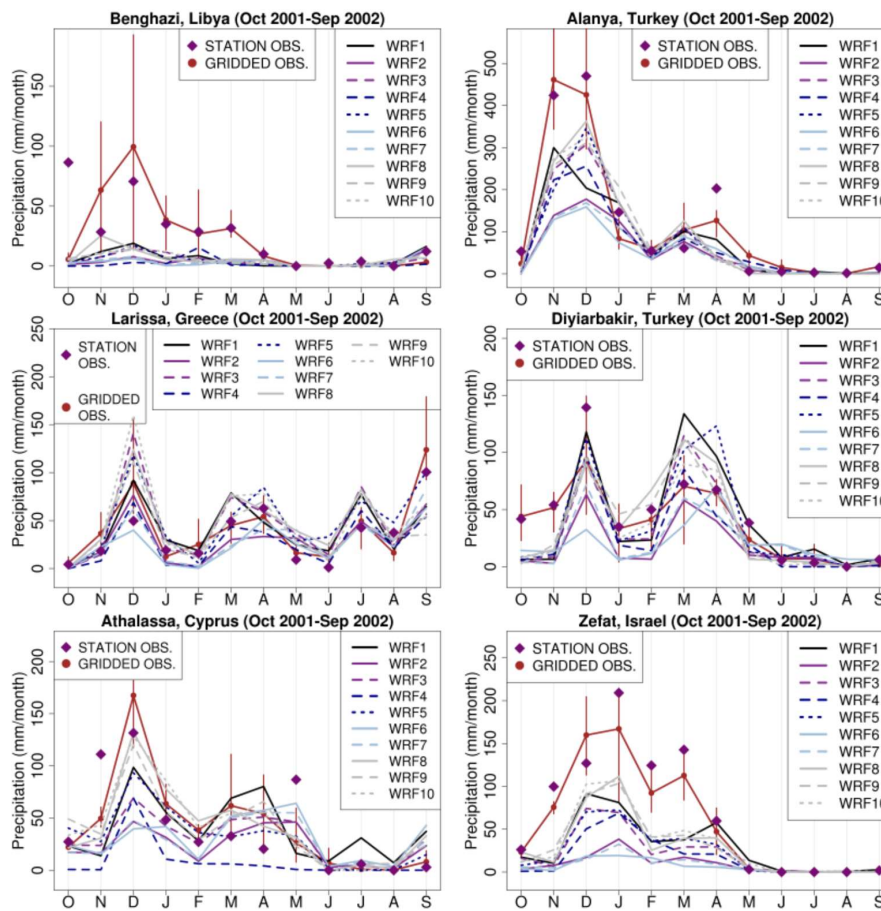 Benghazi, Libya (Oct 2001-Sep 2002)
Precipitation (mm/month)
0 50 100 150
STATION OBS.
GRIDDED OBS.
WRF1
WRF2
WRF3
WRF4
WRF5
WRF6
WRF7
WRF8
WRF9
WRF10
O N D J F M A M J J A S
Alanya, Turkey (Oct 2001-Sep 2002)
Precipitation (mm/month)
0 100 200 300 400 500
STATION OBS.
GRIDDED OBS.
WRF1
WRF2
WRF3
WRF4
WRF5
WRF6
WRF7
WRF8
WRF9
WRF10
O N D J F M A M J J A S
Larissa, Greece (Oct 2001-Sep 2002)
Precipitation (mm/month)
0 50 100 150 200 250
STATION
OBS.
GRIDDED
OBS.
WRF1
WRF2
WRF3
WRF4
WRF5
WRF6
WRF7
WRF8
WRF9
WRF10
O N D J F M A M J J A S
Diyiarbakir, Turkey (Oct 2001-Sep 2002)
Precipitation (mm/month)
0 50 100 150 200
STATION OBS.
GRIDDED OBS.
WRF1
WRF2
WRF3
WRF4
WRF5
WRF6
WRF7
WRF8
WRF9
WRF10
O N D J F M A M J J A S
Athalassa, Cyprus (Oct 2001-Sep 2002)
Precipitation (mm/month)
0 50 100 150 200
STATION OBS.
GRIDDED OBS.
WRF1
WRF2
WRF3
WRF4
WRF5
WRF6
WRF7
WRF8
WRF9
WRF10
O N D J F M A M J J A S
Zefat, Israel (Oct 2001-Sep 2002)
Precipitation (mm/month)
0 50 100 150 200 250
STATION OBS.
GRIDDED OBS.
WRF1
WRF2
WRF3
WRF4
WRF5
WRF6
WRF7
WRF8
WRF9
WRF10
O N D J F M A M J J A S